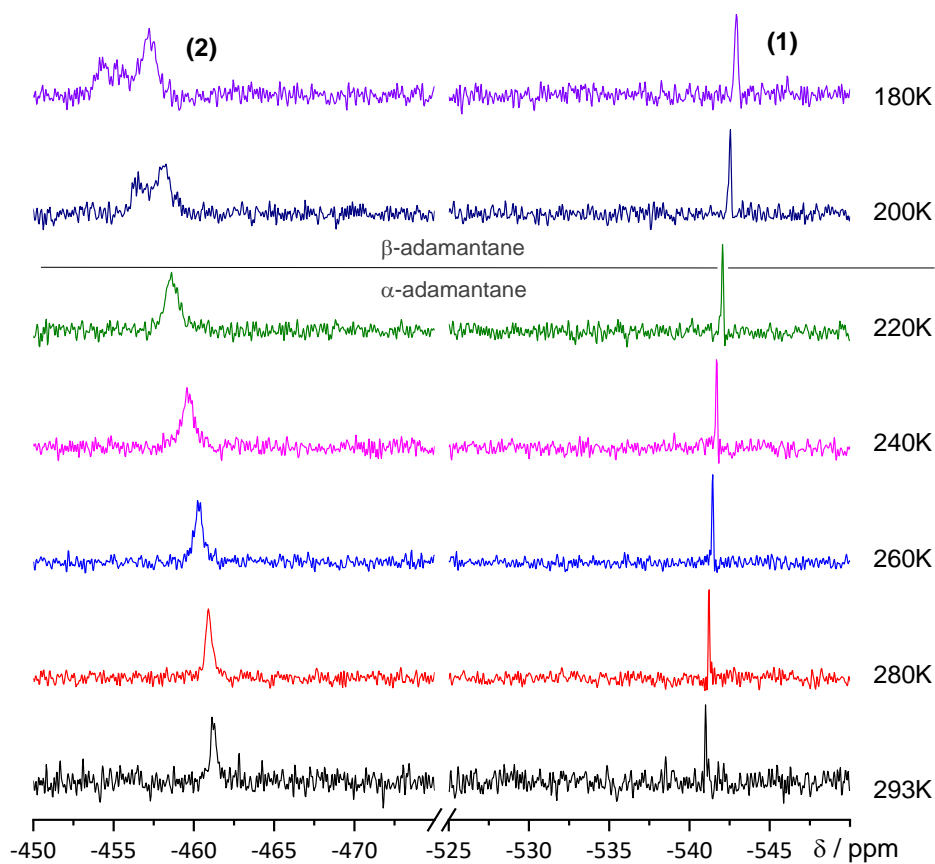 (2) (1)
180K
200K
β-adamantane
α-adamantane
220K
240K
260K
280K
293K
-450 -455 -460 -465 -470 -525 -530 -535 -540 -545 δ / ppm